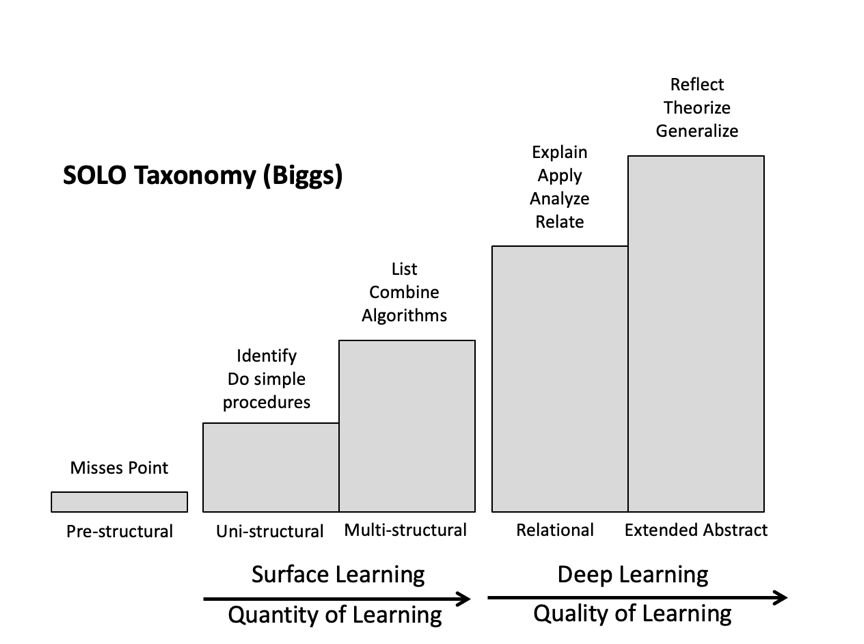 SOLO Taxonomy (Biggs)
Misses Point
Pre-structural
Identify
Do simple
procedures
Uni-structural
List
Combine
Algorithms
Multi-structural
Explain
Apply
Analyze
Relate
Relational
Reflect
Theorize
Generalize
Extended Abstract
Surface Learning
Quantity of Learning
Deep Learning
Quality of Learning